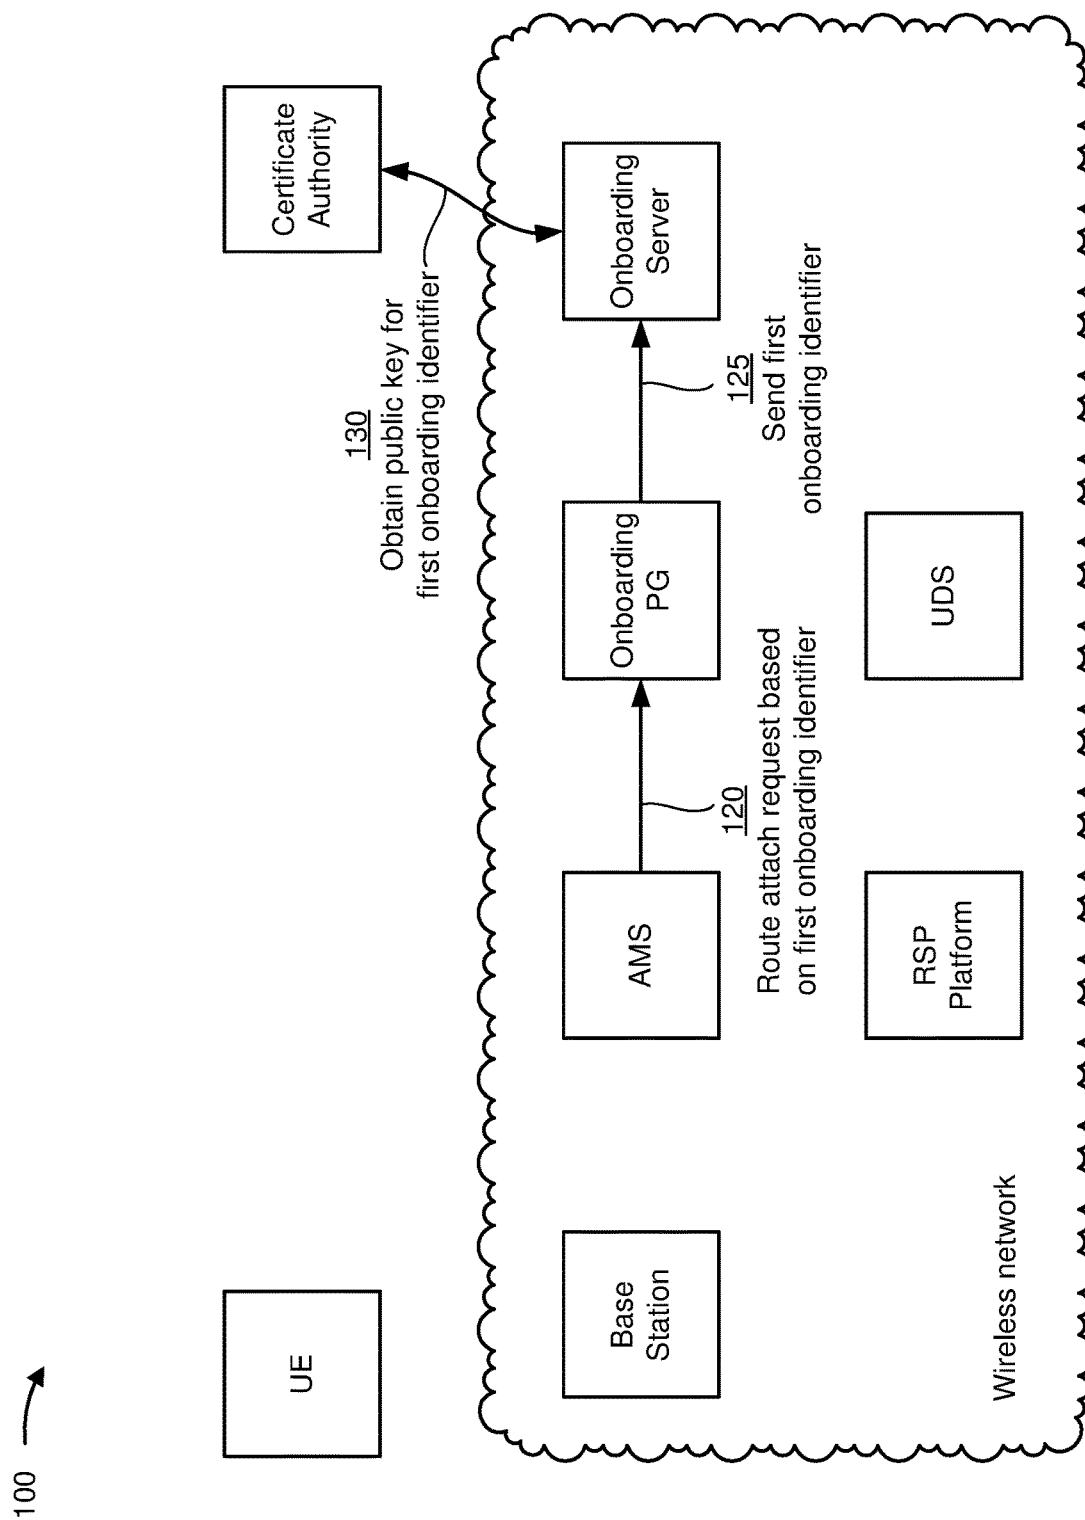 100
UE
Certificate
Authority
130
Obtain public key for
first onboarding identifier
Base
Station
AMS
Onboarding
PG
Onboarding
Server
120
Route attach request based
on first onboarding identifier
125
Send first
onboarding identifier
RSP
Platform
UDS
Wireless network